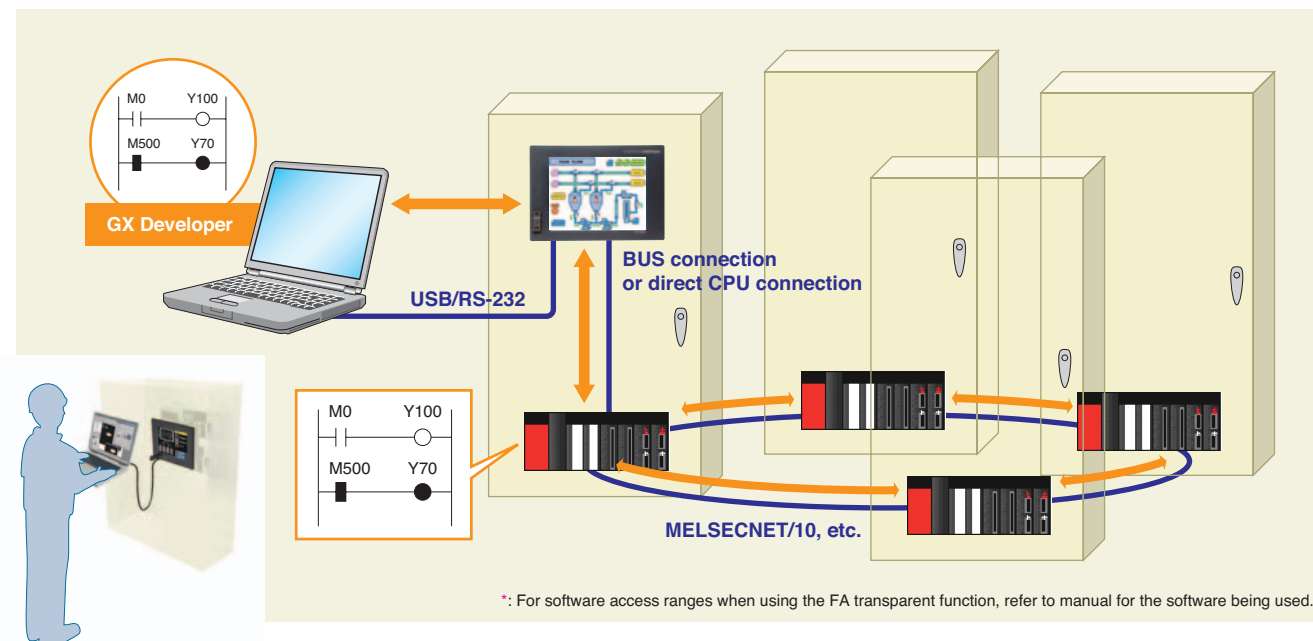 M0 Y100
M500 Y70
GX Developer
BUS connection
or direct CPU connection
USB/RS-232
M0 Y100
M500 Y70
MELSECNET/10, etc.
*: For software access ranges when using the FA transparent function, refer to manual for the software being used.